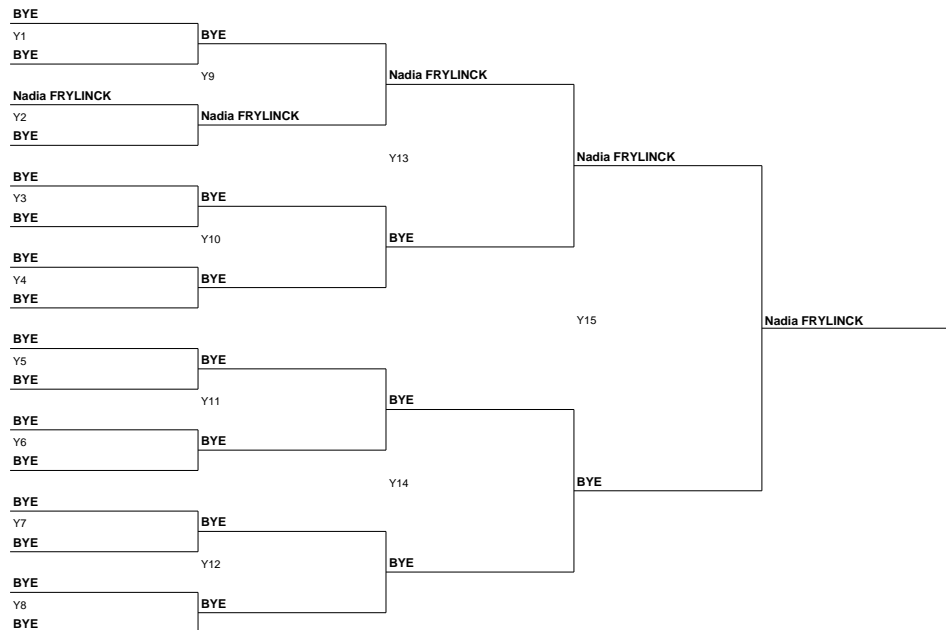 BYE
Y1
BYE
Nadia FRYLINCK
Y2
BYE
BYE
Y3
BYE
BYE
Y4
BYE
BYE
Y5
BYE
BYE
Y6
BYE
BYE
Y7
BYE
BYE
Y8
BYE
BYE
Y9
Nadia FRYLINCK
BYE
Y10
BYE
BYE
Y11
BYE
BYE
Y12
BYE
Nadia FRYLINCK
Y13
BYE
BYE
Y14
BYE
Nadia FRYLINCK
Y15
BYE
Nadia FRYLINCK